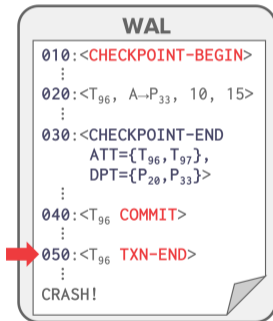 WAL
010:<CHECKPOINT-BEGIN>
⋮
020:<T96, A→P33, 10, 15>
⋮
030:<CHECKPOINT-END
ATT={T96,T97},
DPT={P20,P33}>
⋮
040:<T96 COMMIT>
⋮
050:<T96 TXN-END>
⋮
CRASH!